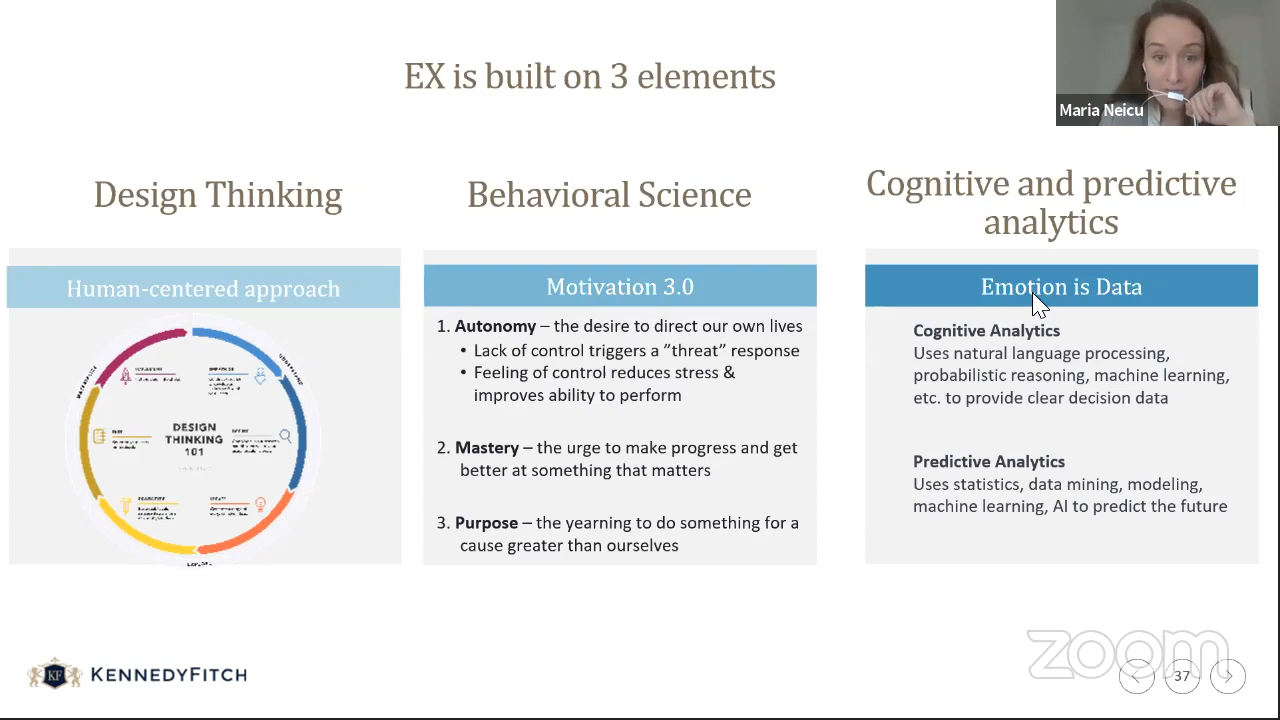 EX is built on 3 elements
Maria Neicu
Design Thinking
Human-centered approach
DESIGN
THINKING
101
Behavioral Science
Motivation 3.0
1. Autonomy – the desire to direct our own lives
• Lack of control triggers a ”threat” response
• Feeling of control reduces stress &
improves ability to perform
2. Mastery – the urge to make progress and get
better at something that matters
3. Purpose – the yearning to do something for a
cause greater than ourselves
Cognitive and predictive
analytics
Emotion is Data
Cognitive Analytics
Uses natural language processing,
probabilistic reasoning, machine learning,
etc. to provide clear decision data
Predictive Analytics
Uses statistics, data mining, modeling,
machine learning, AI to predict the future
KF KENNEDYFITCH
zoom
37